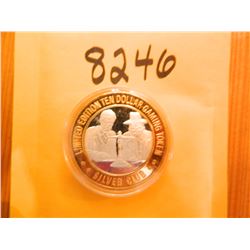 8246
LIMITED EDITION TEN DOLLAR GAMING TOKEN
SILVER CLUB